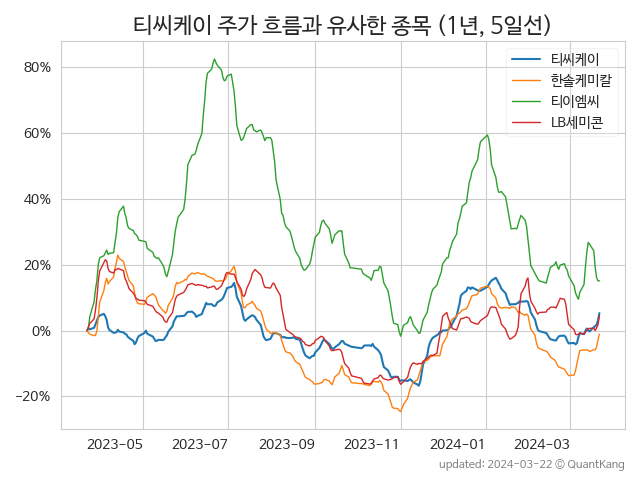 티씨케이 주가 흐름과 유사한 종목 (1년, 5일선)
티씨케이
한솔케미칼
티이엠씨
LB세미콘
80%
60%
40%
20%
0%
−20%
2023-05
2023-07
2023-09
2023-11
2024-01
2024-03
updated: 2024-03-22 © QuantKang